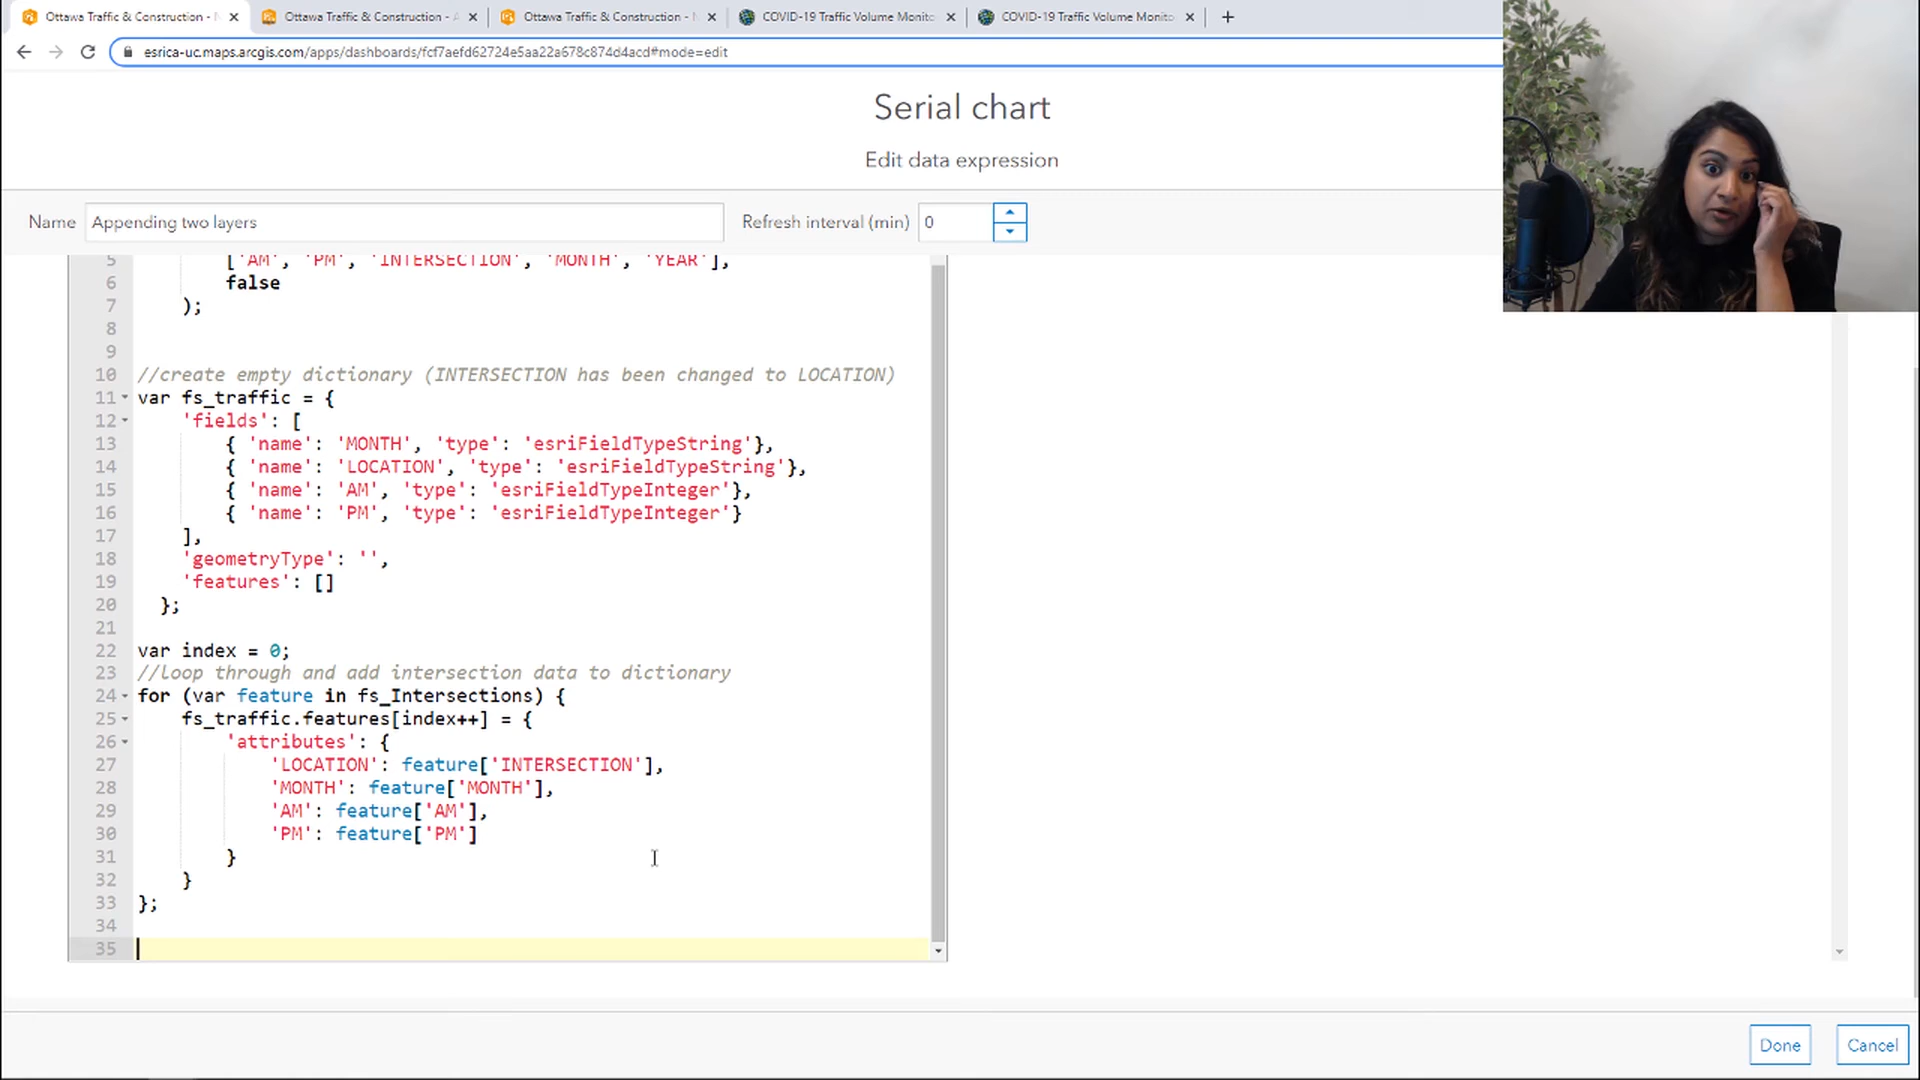 Ottawa Traffic & Construction - N
Ottawa Traffic & Construction - A
Ottawa Traffic & Construction - N
COVID-19 Traffic Volume Monito
COVID-19 Traffic Volume Monito
esrica-uc.maps.arcgis.com/apps/dashboards/fcf7aefd62724e5aa22a678c874d4acd#mode=edit
Serial chart
Edit data expression
Name Appending two layers Refresh interval (min) 0
5 ['AM', 'PM', 'INTERSECTION', 'MONTH', 'YEAR'],
6 false
7 );
8
9
10 //create empty dictionary (INTERSECTION has been changed to LOCATION)
11 var fs_traffic = {
12 'fields': [
13 { 'name': 'MONTH', 'type': 'esriFieldTypeString'},
14 { 'name': 'LOCATION', 'type': 'esriFieldTypeString'},
15 { 'name': 'AM', 'type': 'esriFieldTypeInteger'},
16 { 'name': 'PM', 'type': 'esriFieldTypeInteger'}
17 ],
18 'geometryType': '',
19 'features': []
20 };
21
22 var index = 0;
23 //loop through and add intersection data to dictionary
24 for (var feature in fs_Intersections) {
25 fs_traffic.features[index++] = {
26 'attributes': {
27 'LOCATION': feature['INTERSECTION'],
28 'MONTH': feature['MONTH'],
29 'AM': feature['AM'],
30 'PM': feature['PM']
31 }
32 }
33 };
34
35
Done Cancel